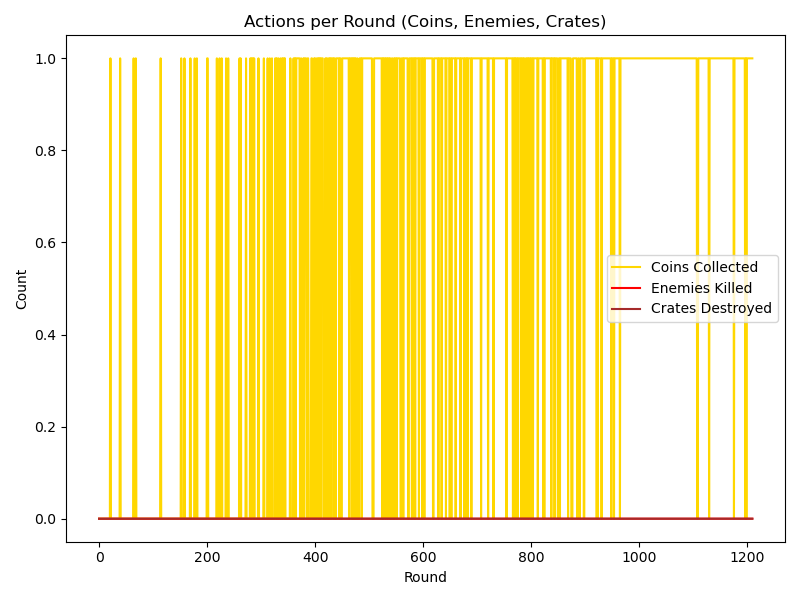 Actions per Round (Coins, Enemies, Crates)
1.0
0.8
0.6
0.4
0.2
0.0
Count
Coins Collected
Enemies Killed
Crates Destroyed
0 200 400 600 800 1000 1200
Round